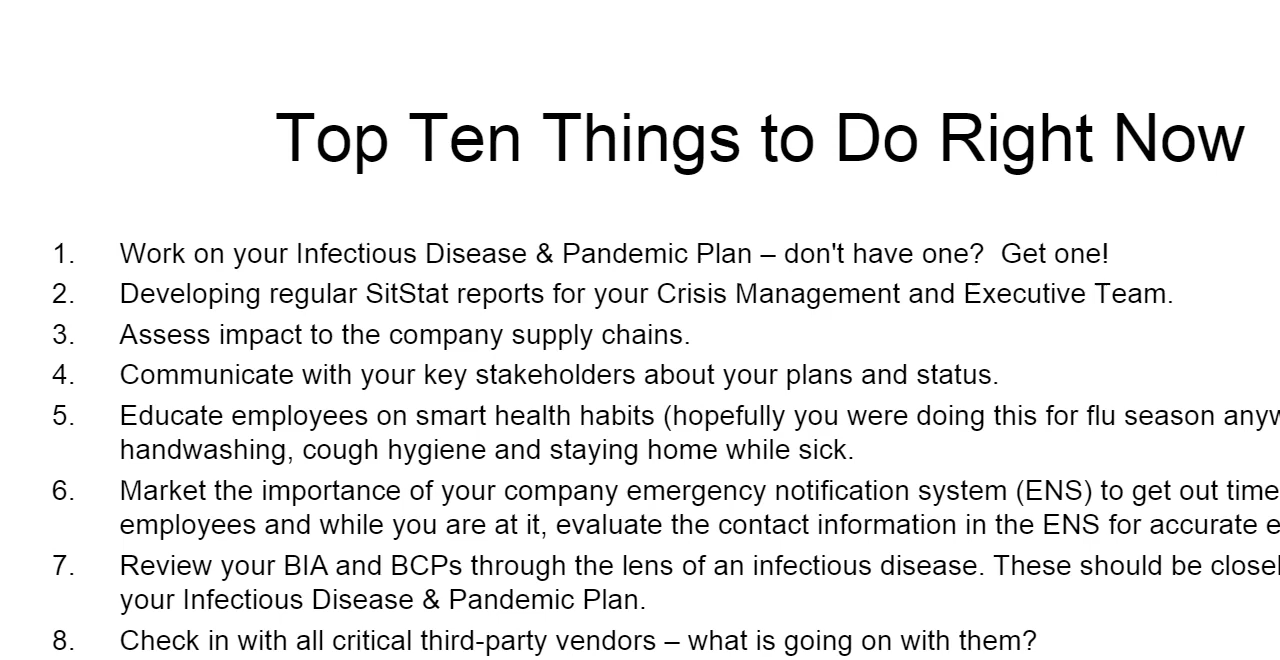 Top Ten Things to Do Right Now
1. Work on your Infectious Disease & Pandemic Plan – don't have one?  Get one!
2. Developing regular SitStat reports for your Crisis Management and Executive Team.
3. Assess impact to the company supply chains.
4. Communicate with your key stakeholders about your plans and status.
5. Educate employees on smart health habits (hopefully you were doing this for flu season
handwashing, cough hygiene and staying home while sick.
6. Market the importance of your company emergency notification system (ENS) to get out
employees and while you are at it, evaluate the contact information in the ENS for accurate
7. Review your BIA and BCPs through the lens of an infectious disease. These should be
your Infectious Disease & Pandemic Plan.
8. Check in with all critical third-party vendors – what is going on with them?